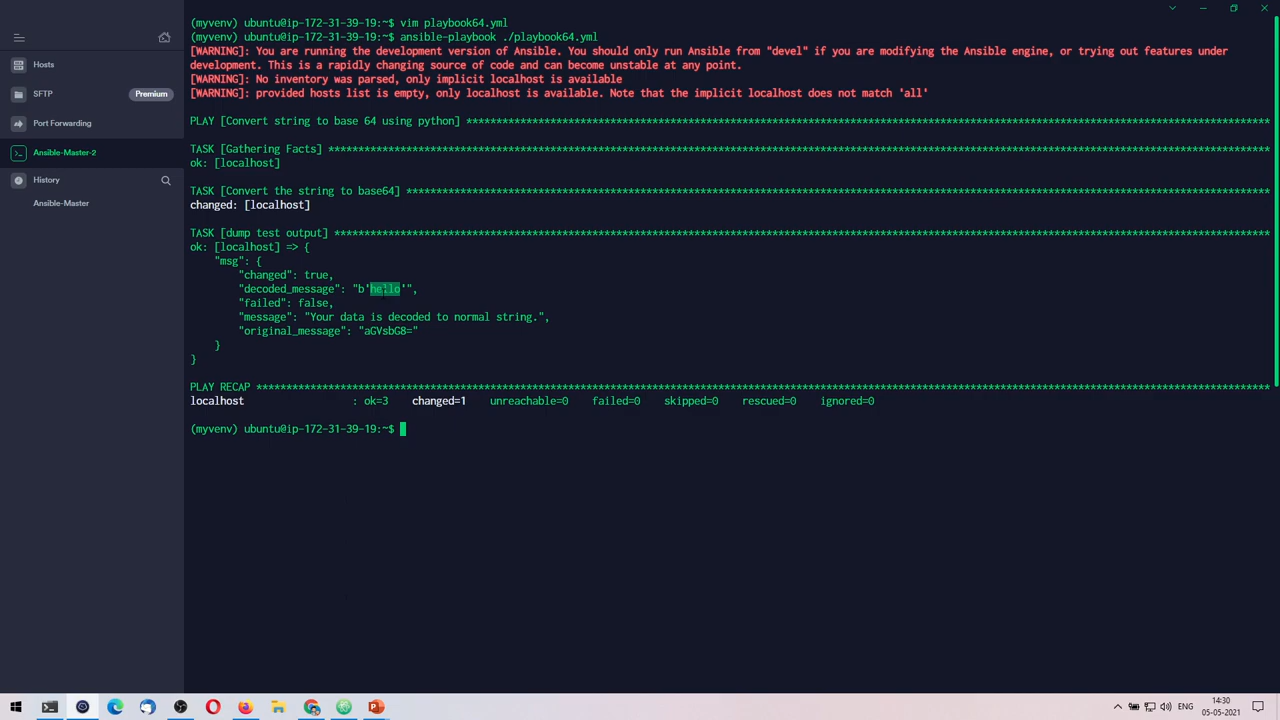 Hosts
SFTP Premium
Port Forwarding
Ansible-Master-2
History
Ansible-Master
(myvenv) ubuntu@ip-172-31-39-19:~$ vim playbook64.yml
(myvenv) ubuntu@ip-172-31-39-19:~$ ansible-playbook ./playbook64.yml
[WARNING]: You are running the development version of Ansible. You should only run Ansible from "devel" if you are modifying the Ansible engine, or trying out features under
development. This is a rapidly changing source of code and can become unstable at any point.
[WARNING]: No inventory was parsed, only implicit localhost is available
[WARNING]: provided hosts list is empty, only localhost is available. Note that the implicit localhost does not match 'all'
PLAY [Convert string to base 64 using python] **************************************************************************************************************************************
TASK [Gathering Facts] *************************************************************************************************************************************************************
ok: [localhost]
TASK [Convert the string to base64] ************************************************************************************************************************************************
changed: [localhost]
TASK [dump test output] ************************************************************************************************************************************************************
ok: [localhost] => {
    "msg": {
        "changed": true,
        "decoded_message": "b'hello'",
        "failed": false,
        "message": "Your data is decoded to normal string.",
        "original_message": "aGVsbG8="
    }
}
PLAY RECAP *************************************************************************************************************************************************************************
localhost                  : ok=3    changed=1    unreachable=0    failed=0    skipped=0    rescued=0    ignored=0
(myvenv) ubuntu@ip-172-31-39-19:~$
ENG
14:30
05-05-2021